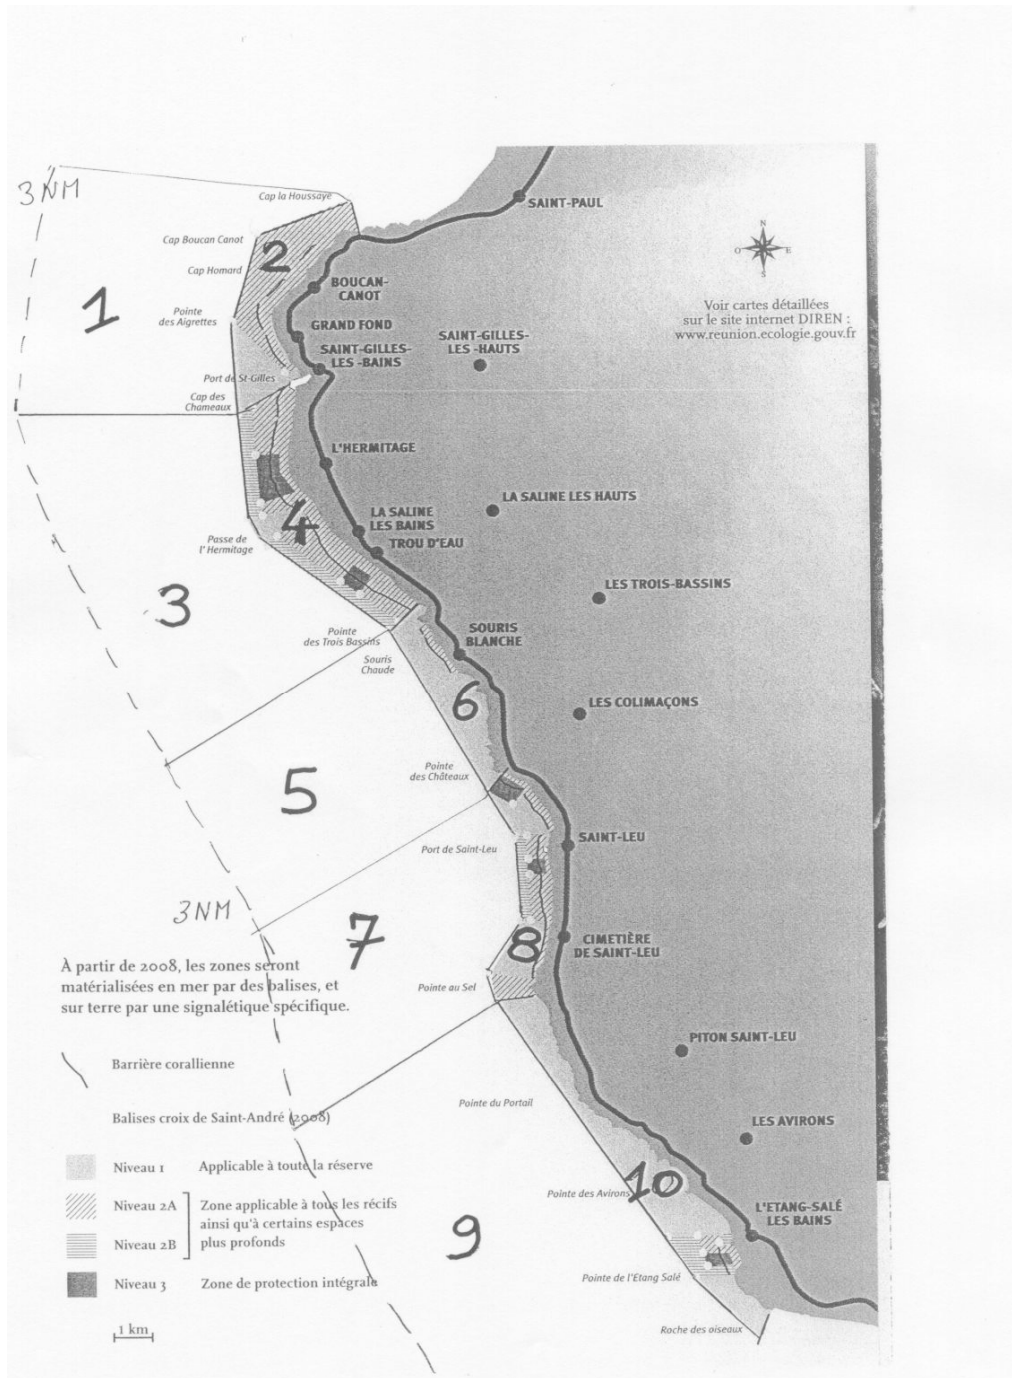 3 NM
Cap la Houssaye
SAINT-PAUL
Cap Boucan Canot
2
N
O
E
S
Cap Homard
BOUCAN-
CANOT
1
Pointe
des Aigrettes
Voir cartes détaillées
sur le site internet DIREN :
www.reunion.ecologie.gouv.fr
GRAND FOND
SAINT-GILLES-
LES -BAINS
SAINT-GILLES-
LES -HAUTS
Port de St-Gilles
Cap des
Chameaux
L'HERMITAGE
LA SALINE LES HAUTS
4
LA SALINE
LES BAINS
TROU D'EAU
Passe de
l' Hermitage
LES TROIS-BASSINS
3
Pointe
des Trois Bassins
SOURIS
BLANCHE
Souris
Chaude
6
LES COLIMAÇONS
Pointe
des Châteaux
5
SAINT-LEU
Port de Saint-Leu
3NM
7
8
CIMETIÈRE
DE SAINT-LEU
À partir de 2008, les zones seront
matérialisées en mer par des balises, et
sur terre par une signalétique spécifique.
Pointe au Sel
PITON SAINT-LEU
Barrière corallienne
Pointe du Portail
Balises croix de Saint-André (2008)
LES AVIRONS
Niveau 1
Applicable à toute la réserve
10
Pointe des Avirons
Niveau 2A
Zone applicable à tous les récifs
ainsi qu'à certains espaces
plus profonds
Niveau 2B
L'ETANG-SALÉ
LES BAINS
9
Niveau 3
Zone de protection intégrale
Pointe de l'Etang Salé
1 km
Roche des oiseaux